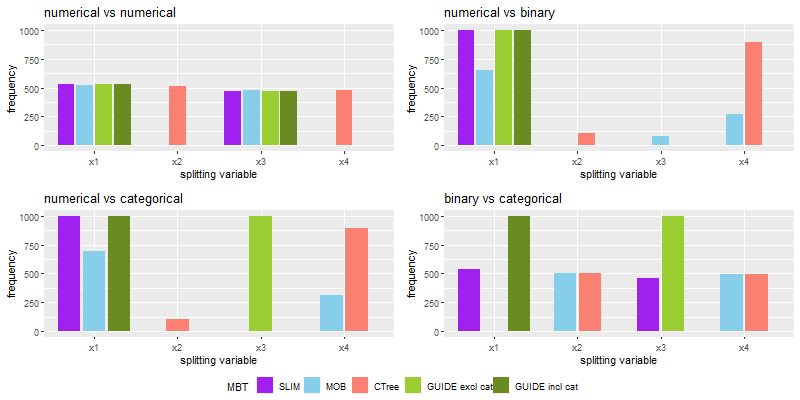 numerical vs numerical
1000
750
500
250
0
frequency
x1 x2 x3 x4
splitting variable
numerical vs binary
1000
750
500
250
0
frequency
x1 x2 x3 x4
splitting variable
numerical vs categorical
1000
750
500
250
0
frequency
x1 x2 x3 x4
splitting variable
binary vs categorical
1000
750
500
250
0
frequency
x1 x2 x3 x4
splitting variable
MBT SLIM MOB CTree GUIDE excl cat GUIDE incl cat